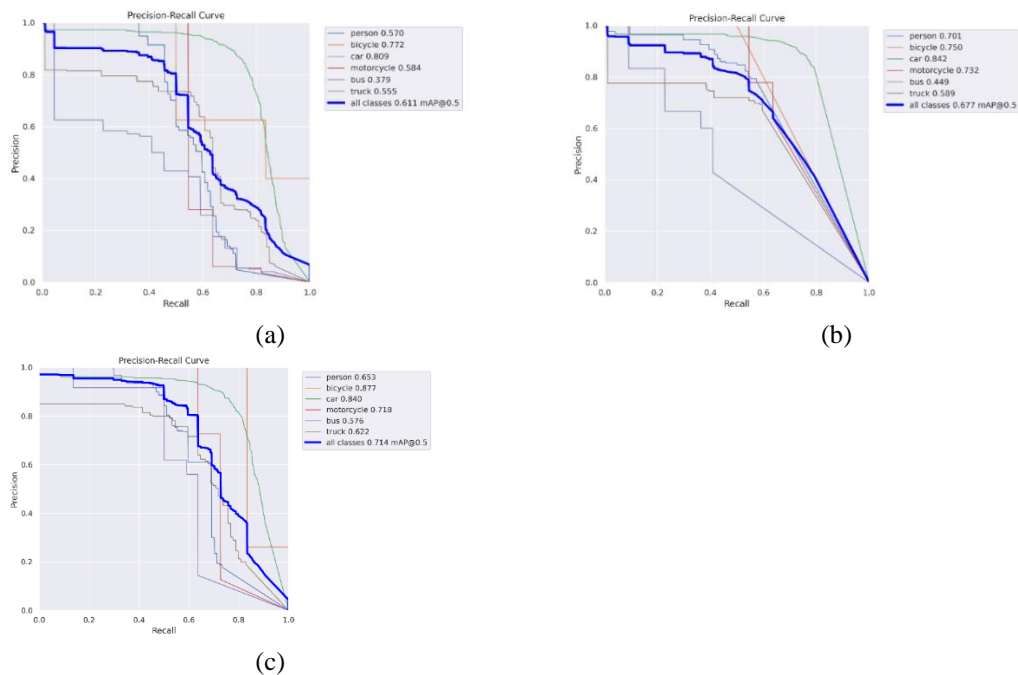 Precision-Recall Curve
1.0
0.8
0.6
0.4
0.2
0.0
Precision
0.0 0.2 0.4 0.6 0.8 1.0
Recall
person 0.570
bicycle 0.772
car 0.809
motorcycle 0.584
bus 0.379
truck 0.555
all classes 0.611 mAP@0.5
(a)
Precision-Recall Curve
1.0
0.8
0.6
0.4
0.2
0.0
Precision
0.0 0.2 0.4 0.6 0.8 1.0
Recall
person 0.701
bicycle 0.750
car 0.842
motorcycle 0.732
bus 0.449
truck 0.589
all classes 0.677 mAP@0.5
(b)
Precision-Recall Curve
1.0
0.8
0.6
0.4
0.2
0.0
Precision
0.0 0.2 0.4 0.6 0.8 1.0
Recall
person 0.653
bicycle 0.877
car 0.840
motorcycle 0.718
bus 0.576
truck 0.622
all classes 0.714 mAP@0.5
(c)